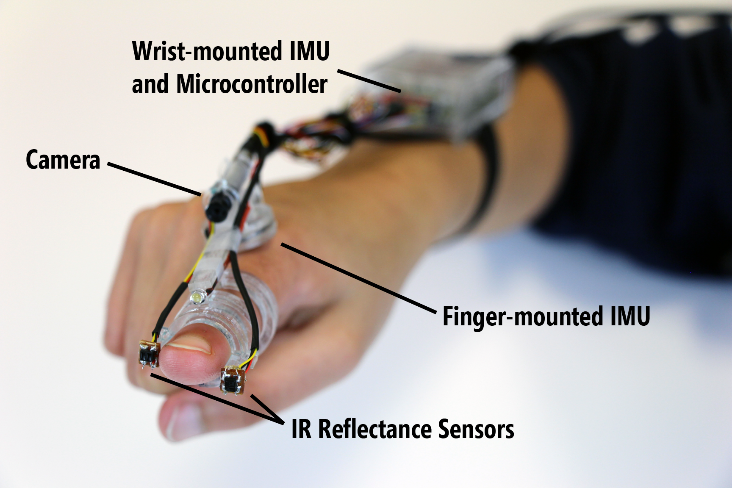 Wrist-mounted IMU
and Microcontroller
Camera
Finger-mounted IMU
IR Reflectance Sensors